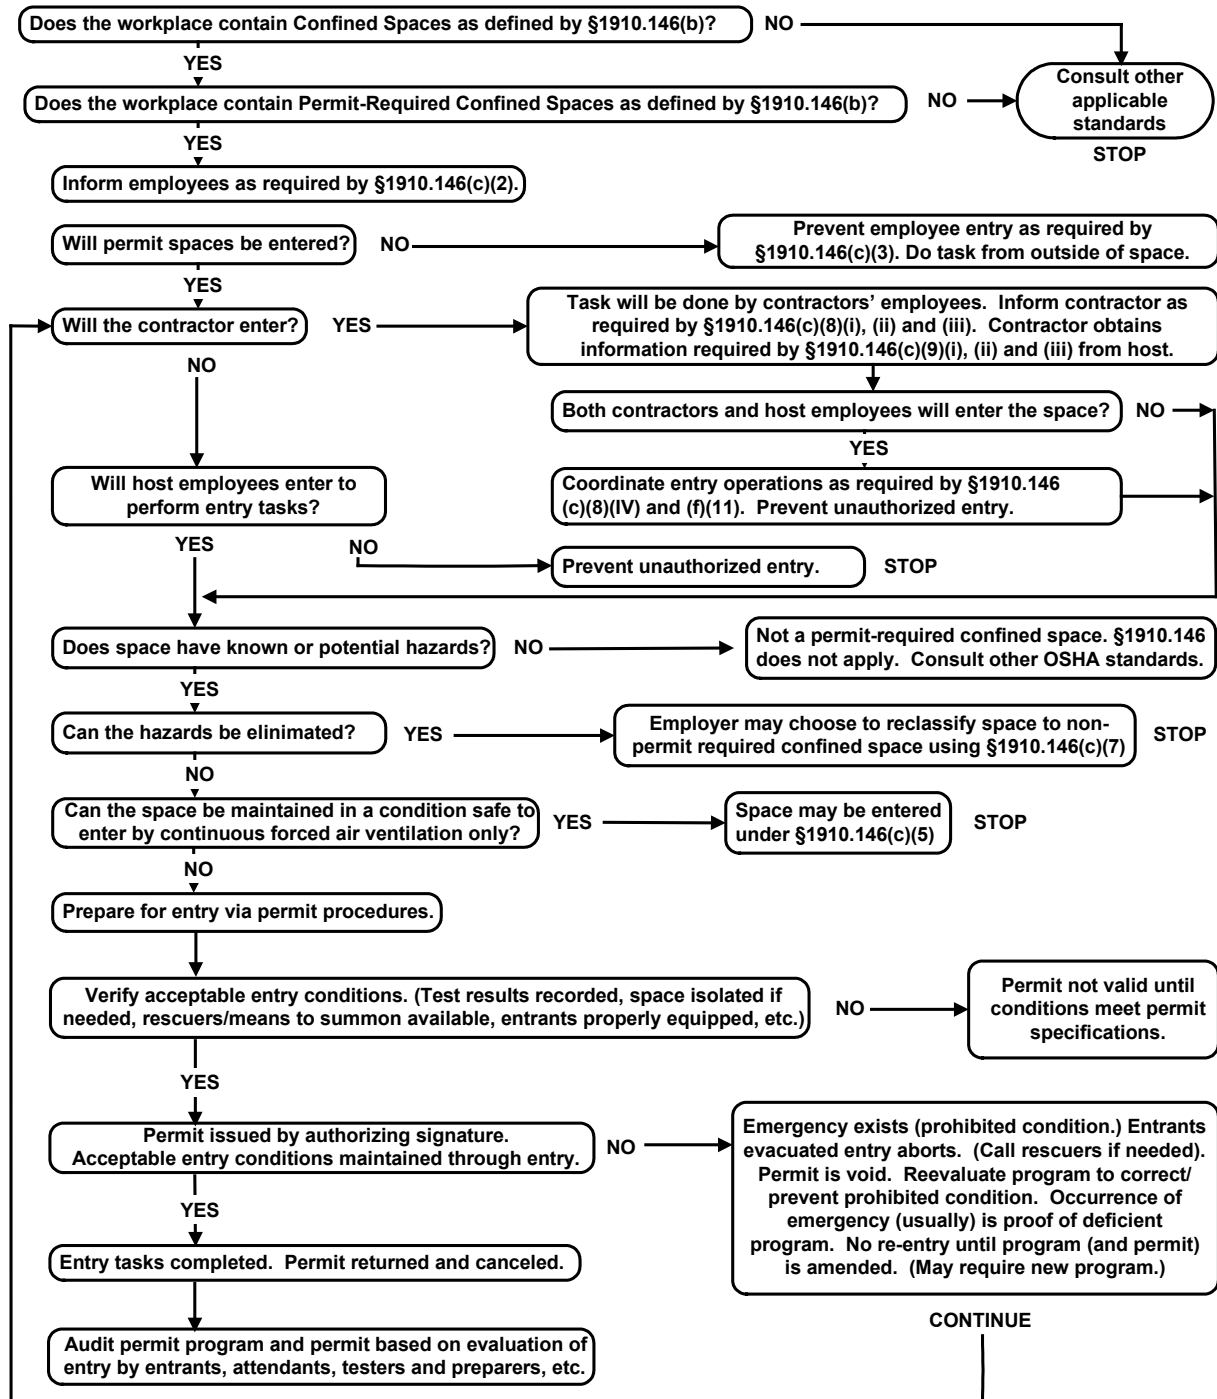 Does the workplace contain Confined Spaces as defined by §1910.146(b)?
NO
YES
Consult other
applicable
standards
STOP
Does the workplace contain Permit-Required Confined Spaces as defined by §1910.146(b)?
NO
YES
Inform employees as required by §1910.146(c)(2).
Will permit spaces be entered?
NO
Prevent employee entry as required by
§1910.146(c)(3). Do task from outside of space.
YES
Will the contractor enter?
YES
Task will be done by contractors’ employees. Inform contractor as
required by §1910.146(c)(8)(i), (ii) and (iii). Contractor obtains
information required by §1910.146(c)(9)(i), (ii) and (iii) from host.
NO
Both contractors and host employees will enter the space?
NO
YES
Will host employees enter to
perform entry tasks?
Coordinate entry operations as required by §1910.146
(c)(8)(IV) and (f)(11). Prevent unauthorized entry.
YES
NO
Prevent unauthorized entry.
STOP
Does space have known or potential hazards?
NO
Not a permit-required confined space. §1910.146
does not apply. Consult other OSHA standards.
YES
Can the hazards be elinimated?
YES
Employer may choose to reclassify space to non-
permit required confined space using §1910.146(c)(7)
STOP
NO
Can the space be maintained in a condition safe to
enter by continuous forced air ventilation only?
YES
Space may be entered
under §1910.146(c)(5)
STOP
NO
Prepare for entry via permit procedures.
Verify acceptable entry conditions. (Test results recorded, space isolated if
needed, rescuers/means to summon available, entrants properly equipped, etc.)
NO
Permit not valid until
conditions meet permit
specifications.
YES
Permit issued by authorizing signature.
Acceptable entry conditions maintained through entry.
NO
Emergency exists (prohibited condition.) Entrants
evacuated entry aborts. (Call rescuers if needed).
Permit is void. Reevaluate program to correct/
prevent prohibited condition. Occurrence of
emergency (usually) is proof of deficient
program. No re-entry until program (and permit)
is amended. (May require new program.)
YES
Entry tasks completed. Permit returned and canceled.
CONTINUE
Audit permit program and permit based on evaluation of
entry by entrants, attendants, testers and preparers, etc.